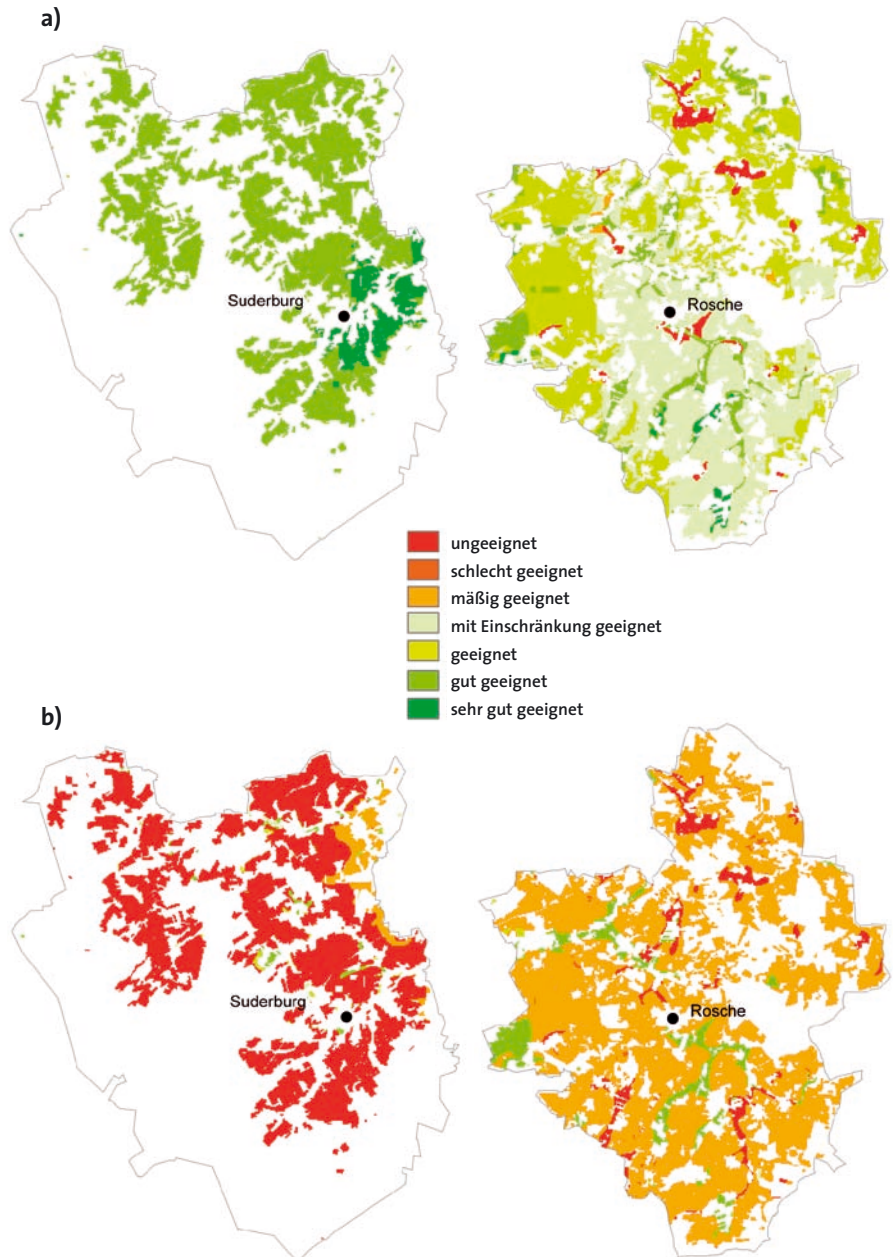 a)
Suderburg
Rosche
ungeeignet
schlecht geeignet
mäßig geeignet
mit Einschränkung geeignet
geeignet
gut geeignet
sehr gut geeignet
b)
Suderburg
Rosche